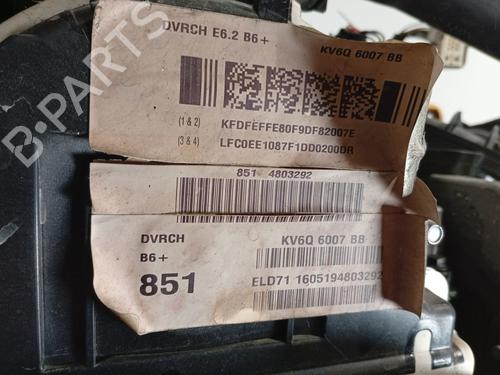 B-PARTS
DVRCH E6.2 B6+
KV6Q 6007 BB
(1 & 2) KFDFEFFE80F9DF82007E
(3 & 4) LFC0EE1087F1DD0200DR
851 4803292
DVRCH
KV6Q 6007 BB
B6+
851
ELD71 1605194803292